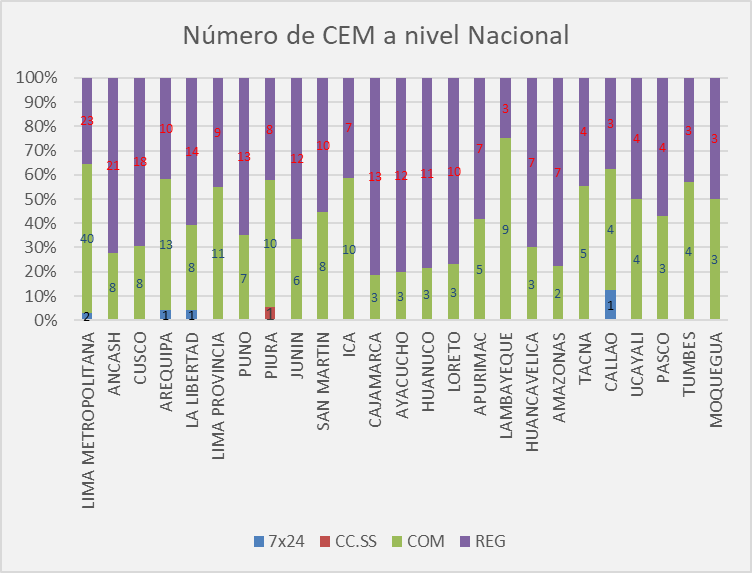 Número de CEM a nivel Nacional
100%
90%
80%
70%
60%
50%
40%
30%
20%
10%
0%
23 21 18 10 14 9 13 8 12 10 7 13 12 11 10 7 3 7 7 4 3 4 4 3 3
40 8 8 13 8 11 7 10 6 8 10 3 3 3 3 5 9 3 2 5 4 4 3 4 3
2 1 1 1 1
LIMA METROPOLITANA
ANCASH
CUSCO
AREQUIPA
LA LIBERTAD
LIMA PROVINCIA
PUNO
PIURA
JUNIN
SAN MARTIN
ICA
CAJAMARCA
AYACUCHO
HUANUCO
LORETO
APURIMAC
LAMBAYEQUE
HUANCAVELICA
AMAZONAS
TACNA
CALLAO
UCAYALI
PASCO
TUMBES
MOQUEGUA
7x24 CC.SS COM REG